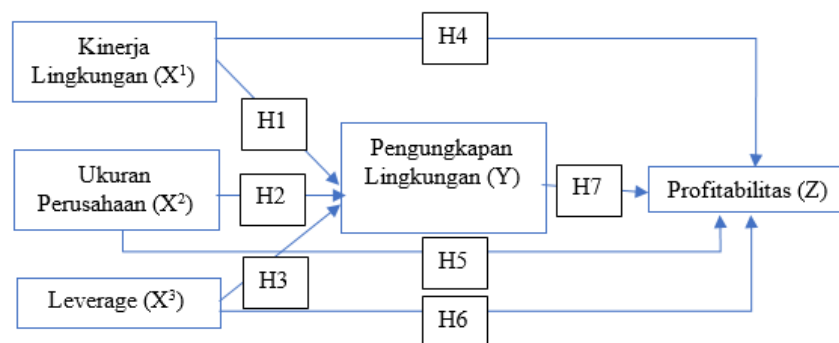 Kinerja
Lingkungan (X¹)
H4
H1
Pengungkapan
Lingkungan (Y)
Ukuran
Perusahaan (X²)
H2
H7
Profitabilitas (Z)
H5
H3
Leverage (X³)
H6